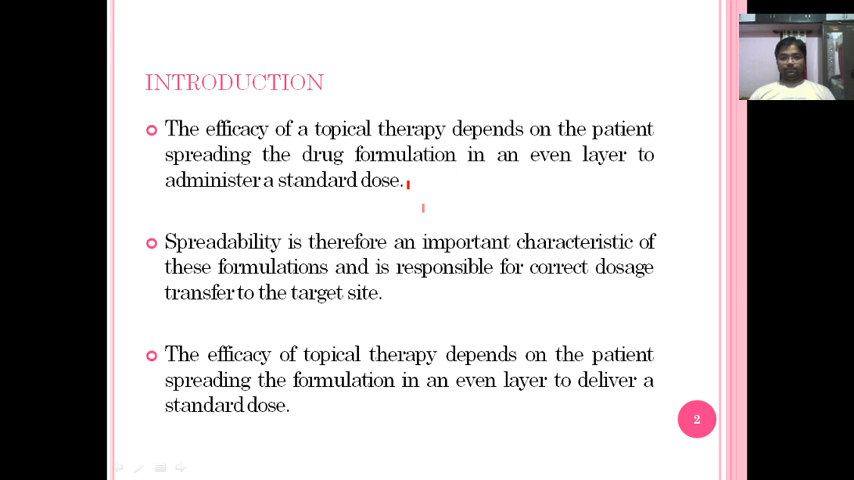 INTRODUCTION
The efficacy of a topical therapy depends on the patient
spreading the drug formulation in an even layer to
administer a standard dose.
Spreadability is therefore an important characteristic of
these formulations and is responsible for correct dosage
transfer to the target site.
The efficacy of topical therapy depends on the patient
spreading the formulation in an even layer to deliver a
standard dose.
2